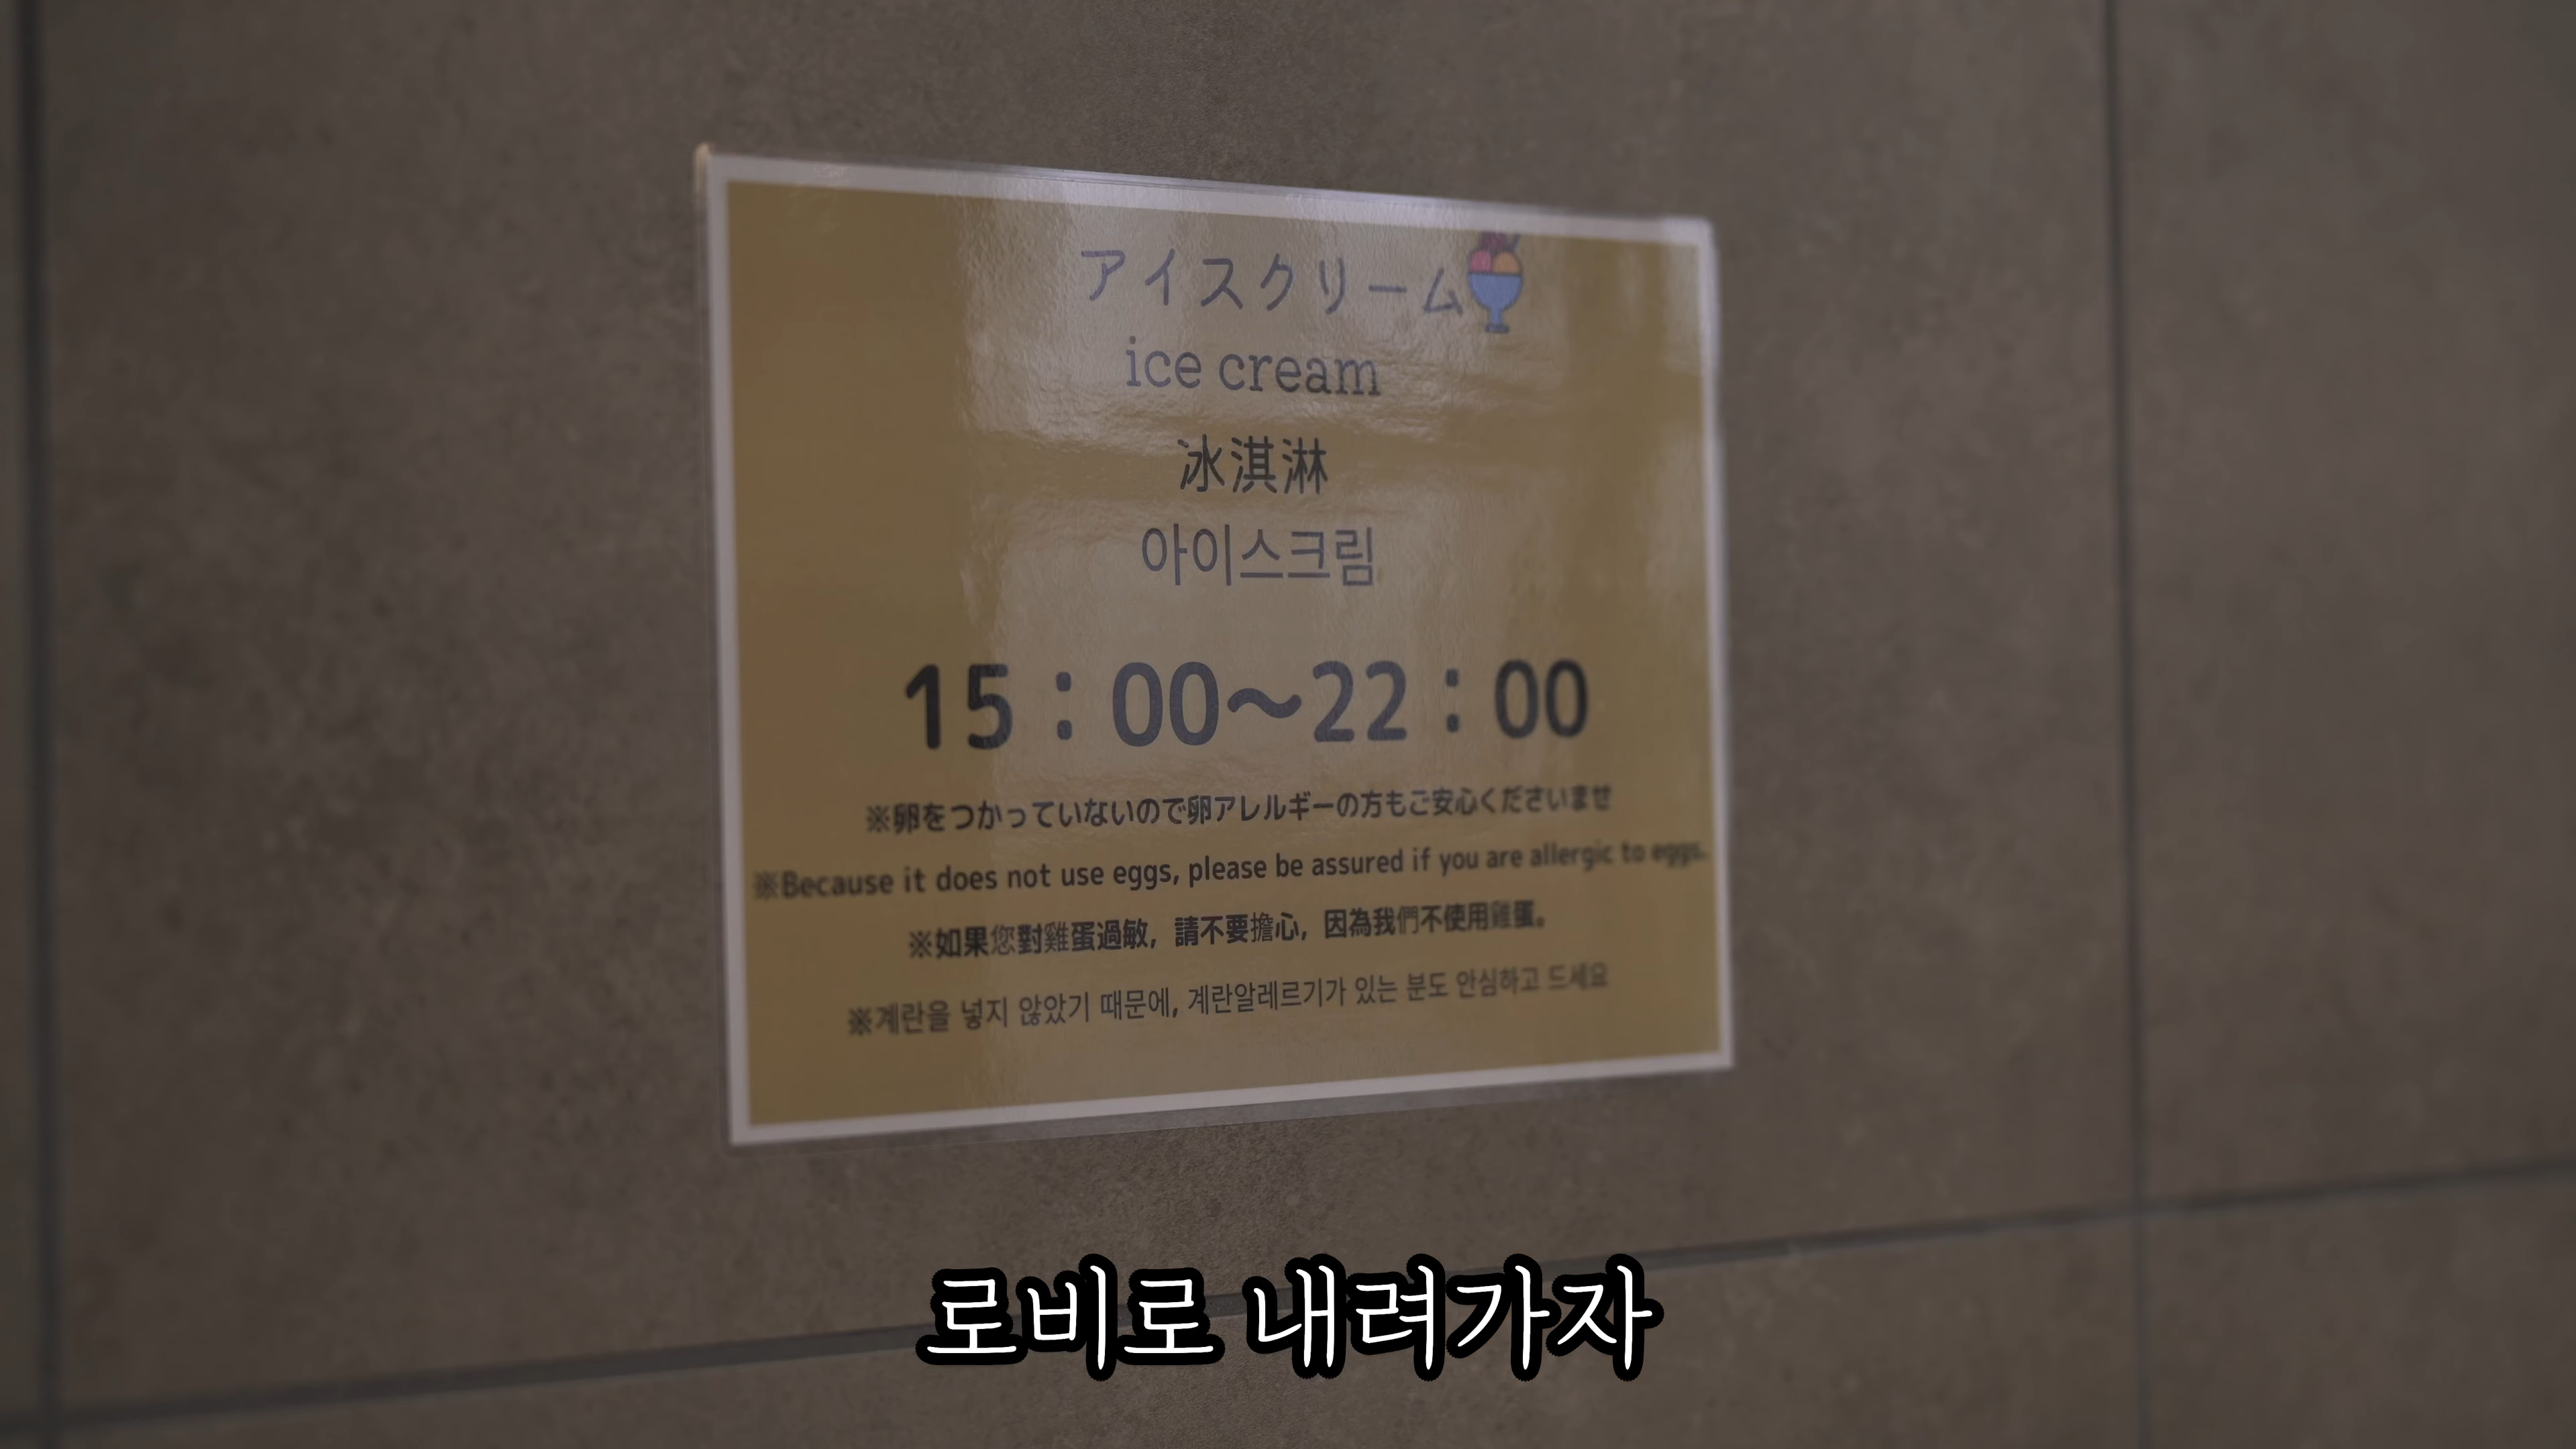 アイスクリーム
ice cream
冰淇淋
아이스크림
15：00～22：00
※卵をつかっていないので卵アレルギーの方もご安心くださいませ
※Because it does not use eggs, please be assured if you are allergic to eggs.
※如果您對雞蛋過敏，請不要擔心，因為我們不使用雞蛋。
※계란을 넣지 않았기 때문에, 계란알레르기가 있는 분도 안심하고 드세요
로비로 내려가자